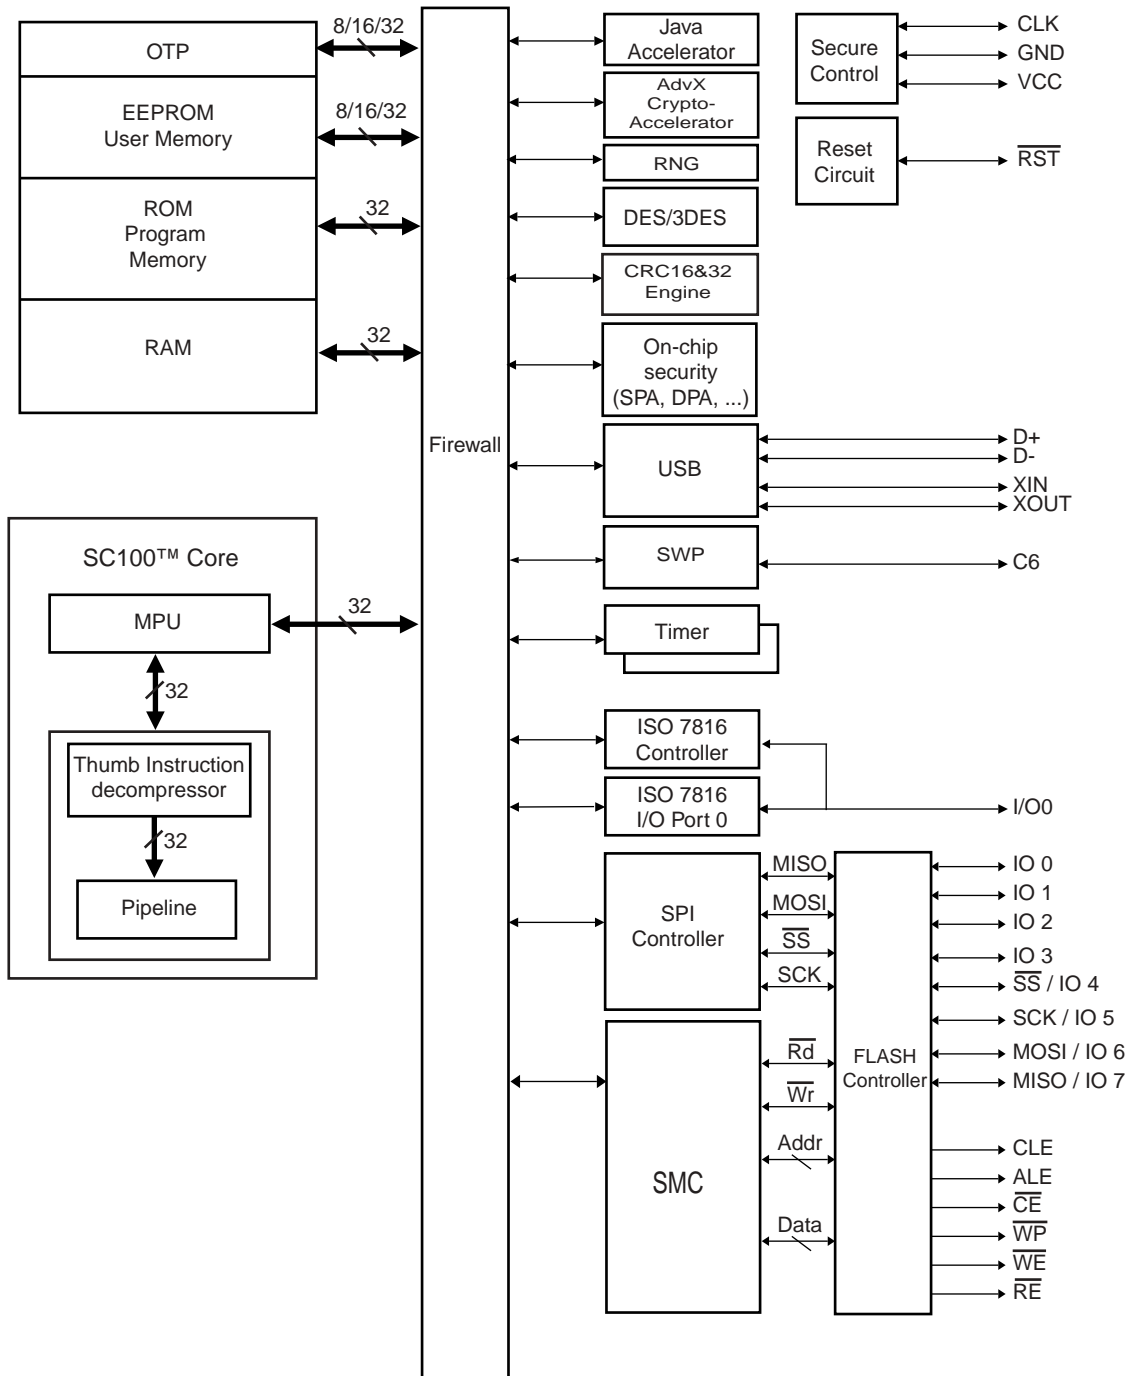 OTP
8/16/32
EEPROM
User Memory
8/16/32
ROM
Program
Memory
32
RAM
32
SC100™ Core
MPU
32
32
Thumb Instruction
decompressor
32
Pipeline
Firewall
Java
Accelerator
AdvX
Crypto-
Accelerator
RNG
DES/3DES
CRC16&32
Engine
On-chip
security
(SPA, DPA, ...)
USB
SWP
Timer
ISO 7816
Controller
ISO 7816
I/O Port 0
SPI
Controller
SMC
MISO
MOSI
SS
SCK
Rd
Wr
Addr
Data
FLASH
Controller
Secure
Control
CLK
GND
VCC
Reset
Circuit
RST
D+
D-
XIN
XOUT
C6
I/O0
IO 0
IO 1
IO 2
IO 3
SS / IO 4
SCK / IO 5
MOSI / IO 6
MISO / IO 7
CLE
ALE
CE
WP
WE
RE